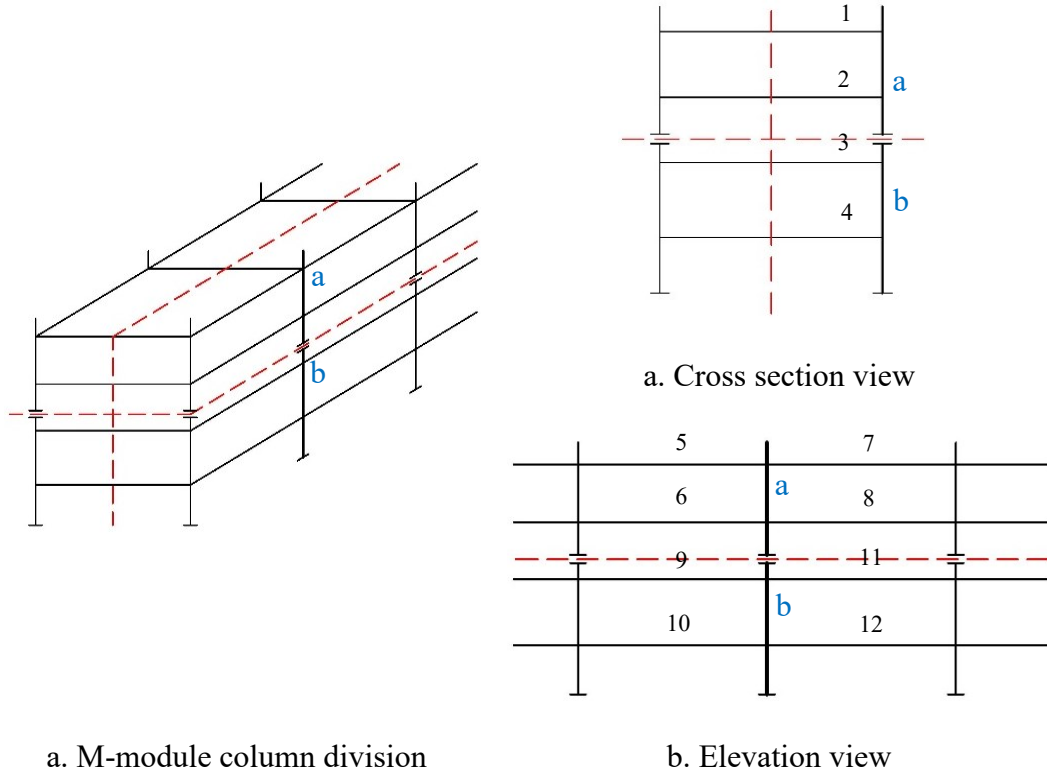 1
2
a
3
b
4
a. Cross section view
a
b
5
7
a
6
8
9
11
b
10
12
a. M-module column division
b. Elevation view